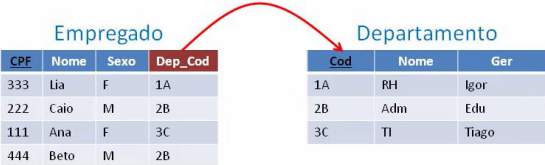 Empregado
CPF Nome Sexo Dep_Cod
333 Lia F 1A
222 Caio M 2B
111 Ana F 3C
444 Beto M 2B
Departamento
Cod Nome Ger
1A RH Igor
2B Adm Edu
3C TI Tiago